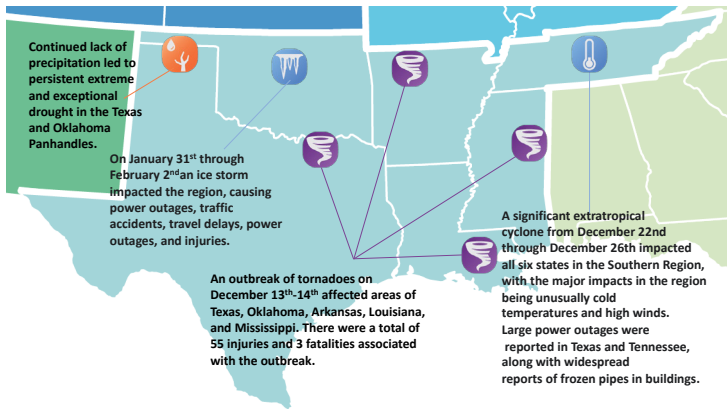 Continued lack of
precipitation led to
persistent extreme
and exceptional
drought in the Texas
and Oklahoma
Panhandles.
On January 31st through
February 2ndan ice storm
impacted the region, causing
power outages, traffic
accidents, travel delays, power
outages, and injuries.
An outbreak of tornadoes on
December 13th-14th affected areas of
Texas, Oklahoma, Arkansas, Louisiana,
and Mississippi. There were a total of
55 injuries and 3 fatalities associated
with the outbreak.
A significant extratropical
cyclone from December 22nd
through December 26th impacted
all six states in the Southern Region,
with the major impacts in the region
being unusually cold
temperatures and high winds.
Large power outages were
reported in Texas and Tennessee,
along with widespread
reports of frozen pipes in buildings.